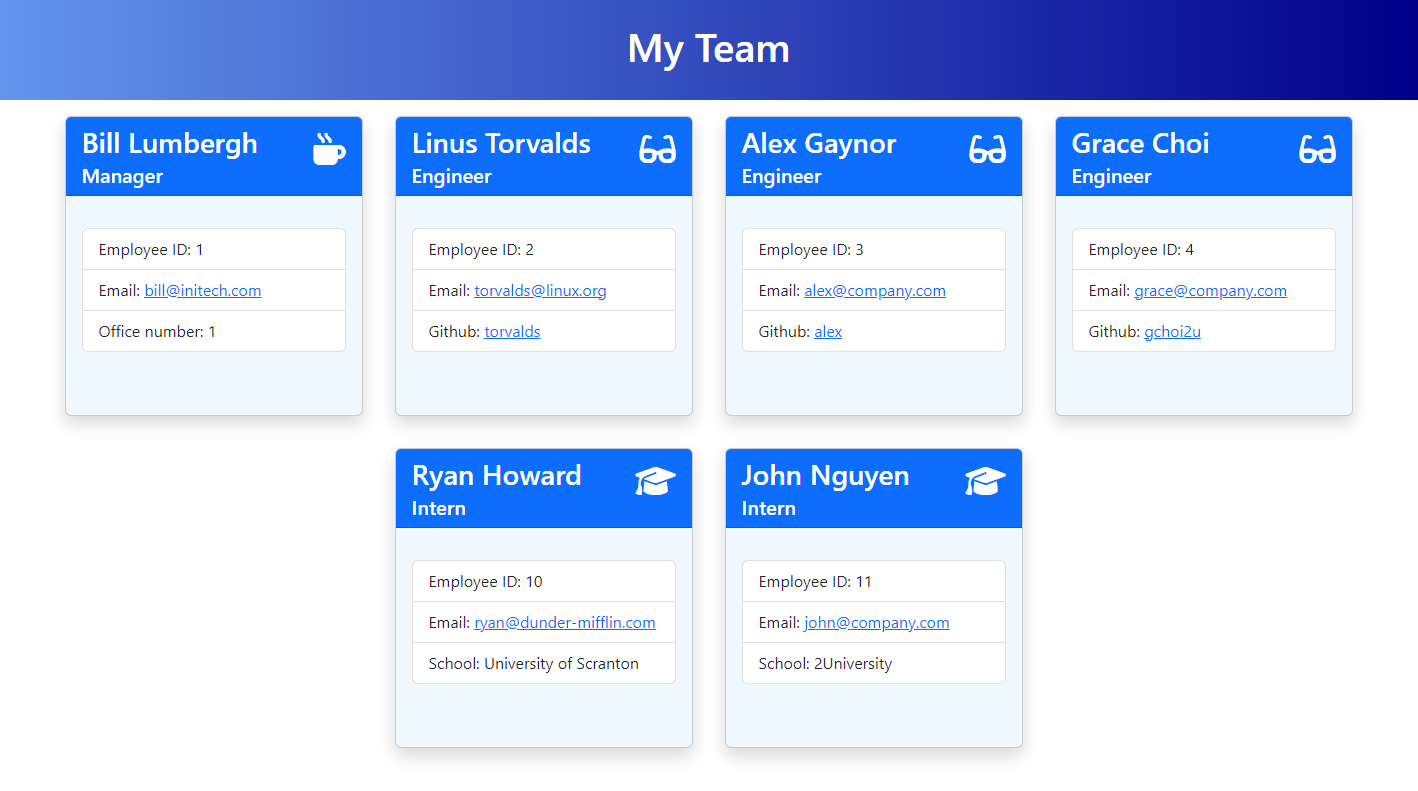 My Team
Bill Lumbergh
Manager
Employee ID: 1
Email: bill@initech.com
Office number: 1
Linus Torvalds
Engineer
Employee ID: 2
Email: torvalds@linux.org
Github: torvalds
Alex Gaynor
Engineer
Employee ID: 3
Email: alex@company.com
Github: alex
Grace Choi
Engineer
Employee ID: 4
Email: grace@company.com
Github: gchoi2u
Ryan Howard
Intern
Employee ID: 10
Email: ryan@dunder-mifflin.com
School: University of Scranton
John Nguyen
Intern
Employee ID: 11
Email: john@company.com
School: 2University